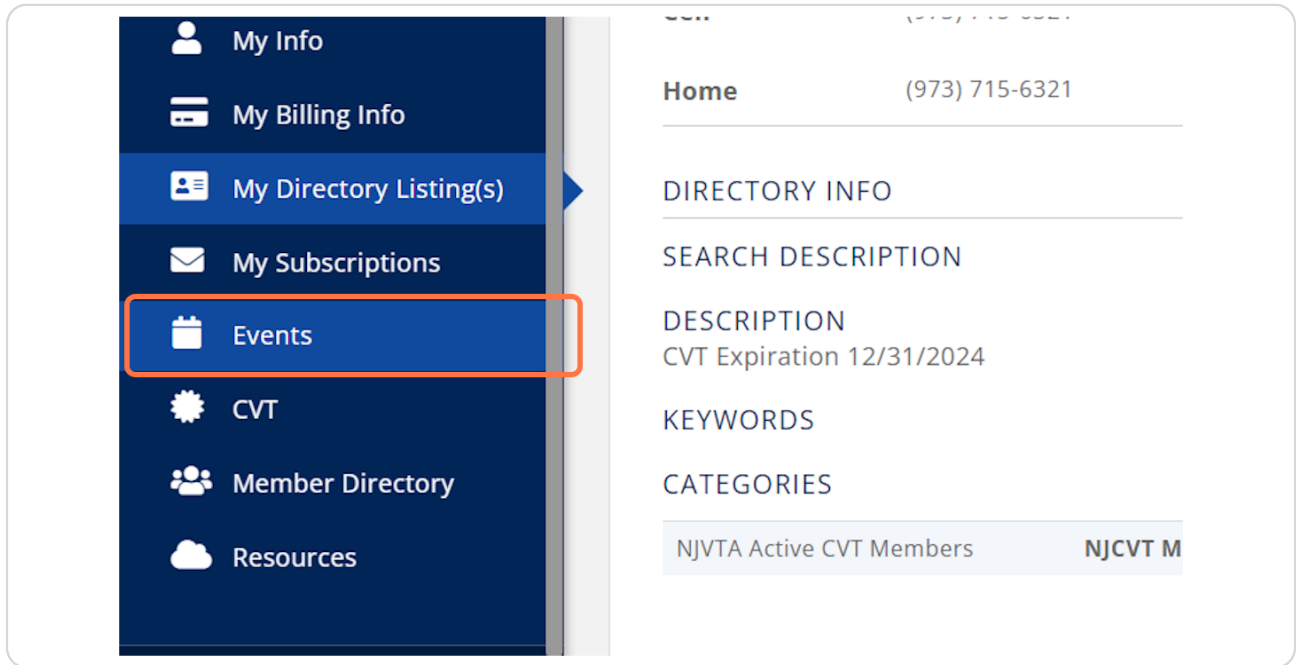 My Info
My Billing Info
My Directory Listing(s)
My Subscriptions
Events
CVT
Member Directory
Resources
Home (973) 715-6321
DIRECTORY INFO
SEARCH DESCRIPTION
DESCRIPTION
CVT Expiration 12/31/2024
KEYWORDS
CATEGORIES
NJVTA Active CVT Members NJCVT M